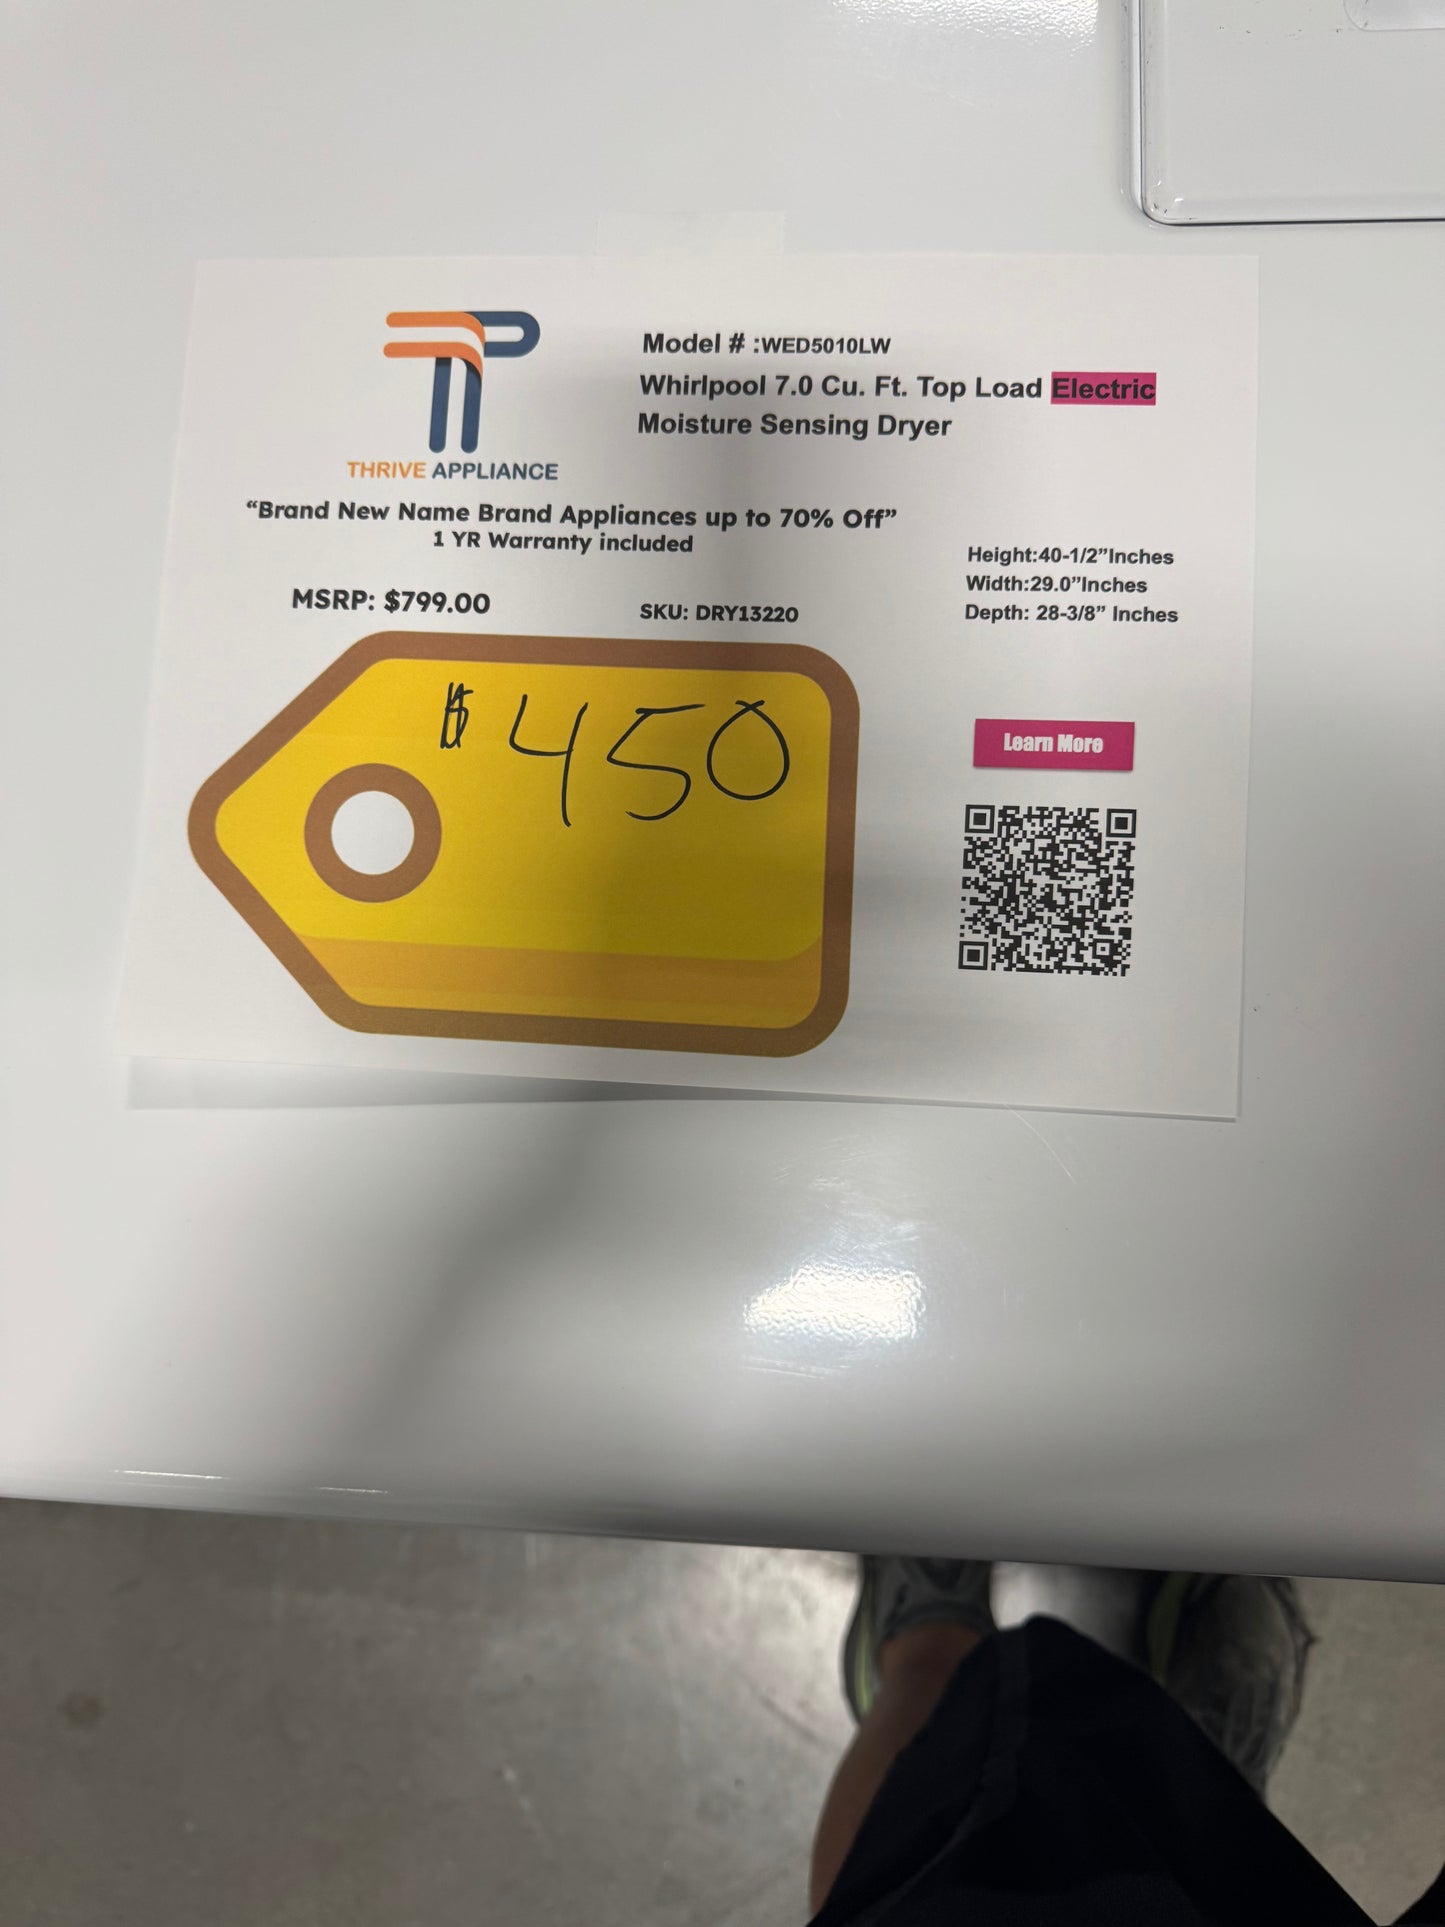 THRIVE APPLIANCE
Model # :WED5010LW
Whirlpool 7.0 Cu. Ft. Top Load Electric
Moisture Sensing Dryer
“Brand New Name Brand Appliances up to 70% Off”
1 YR Warranty included
MSRP: $799.00
SKU: DRY13220
Height:40-1/2”Inches
Width:29.0”Inches
Depth: 28-3/8” Inches
$450
Learn More